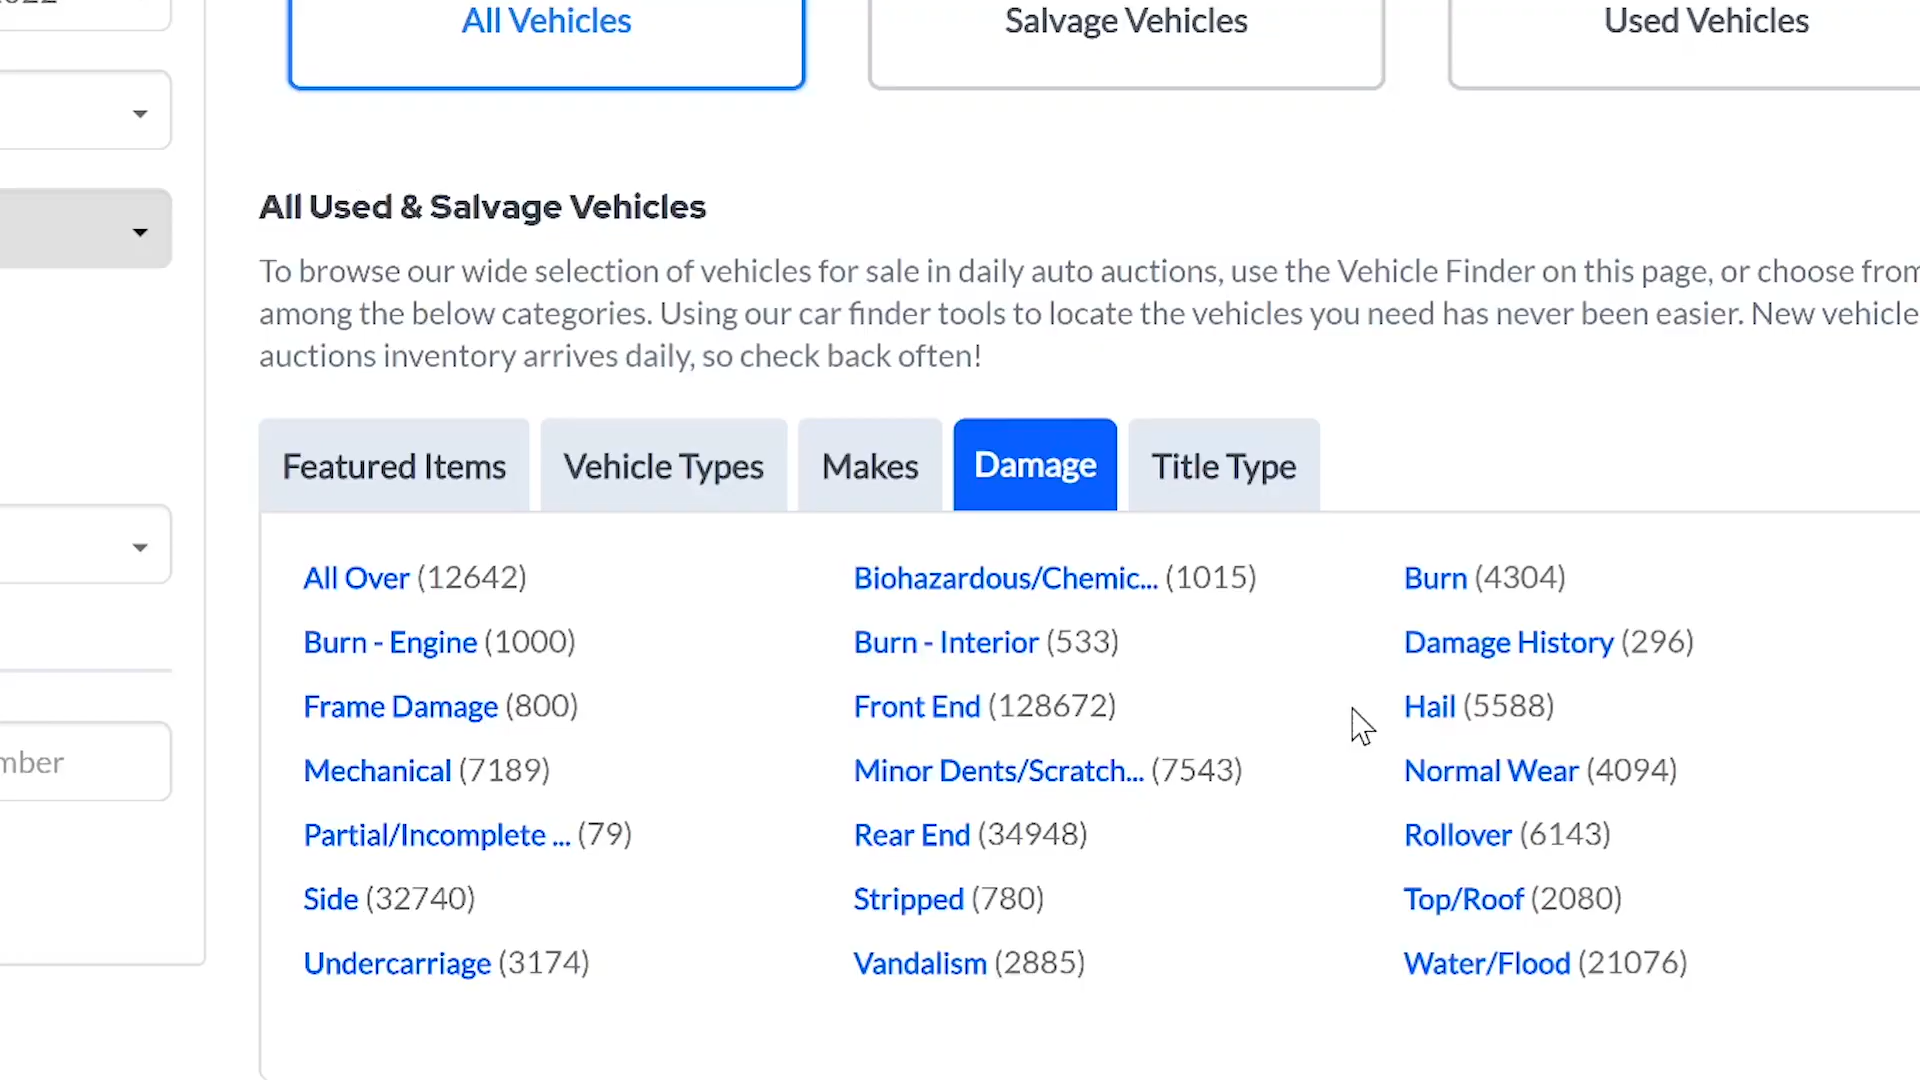 All Vehicles
Salvage Vehicles
Used Vehicles
All Used & Salvage Vehicles
To browse our wide selection of vehicles for sale in daily auto auctions, use the Vehicle Finder on this page, or choose from
among the below categories. Using our car finder tools to locate the vehicles you need has never been easier. New vehicle
auctions inventory arrives daily, so check back often!
Featured Items
Vehicle Types
Makes
Damage
Title Type
All Over (12642)
Biohazardous/Chemic... (1015)
Burn (4304)
Burn - Engine (1000)
Burn - Interior (533)
Damage History (296)
Frame Damage (800)
Front End (128672)
Hail (5588)
Mechanical (7189)
Minor Dents/Scratch... (7543)
Normal Wear (4094)
mber
Partial/Incomplete ... (79)
Rear End (34948)
Rollover (6143)
Side (32740)
Stripped (780)
Top/Roof (2080)
Undercarriage (3174)
Vandalism (2885)
Water/Flood (21076)